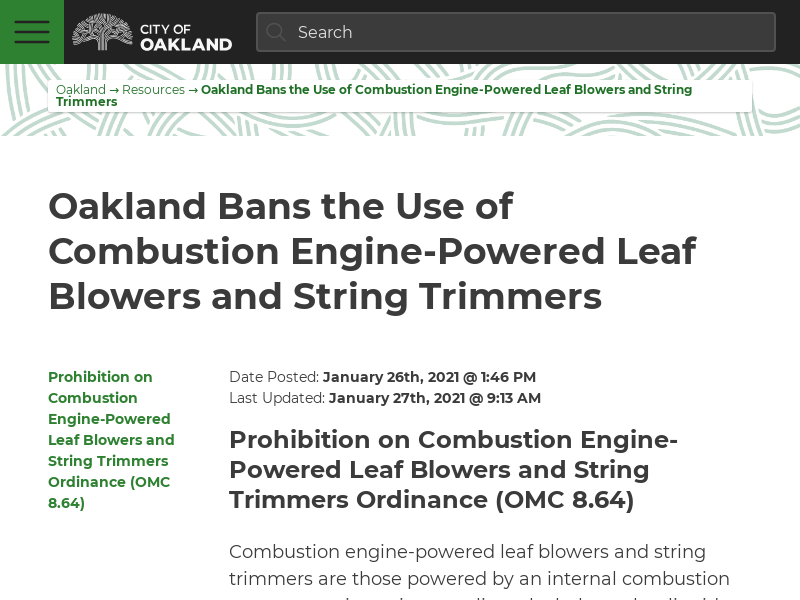 CITY OF
OAKLAND
Search
Oakland → Resources → Oakland Bans the Use of Combustion Engine-Powered Leaf Blowers and String
Trimmers
Oakland Bans the Use of
Combustion Engine-Powered Leaf
Blowers and String Trimmers
Prohibition on
Combustion
Engine-Powered
Leaf Blowers and
String Trimmers
Ordinance (OMC
8.64)
Date Posted: January 26th, 2021 @ 1:46 PM
Last Updated: January 27th, 2021 @ 9:13 AM
Prohibition on Combustion Engine-
Powered Leaf Blowers and String
Trimmers Ordinance (OMC 8.64)
Combustion engine-powered leaf blowers and string
trimmers are those powered by an internal combustion